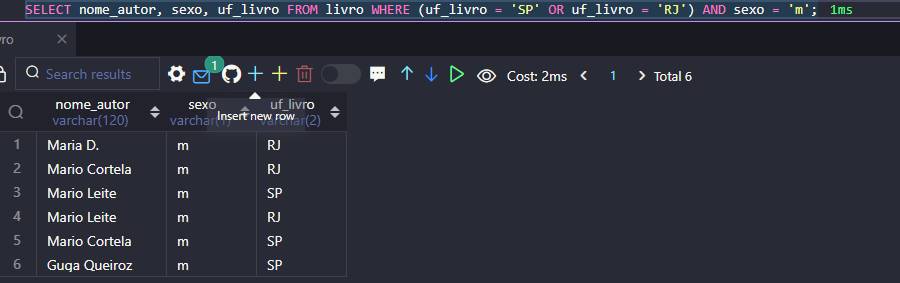 SELECT nome_autor, sexo, uf_livro FROM livro WHERE (uf_livro = 'SP' OR uf_livro = 'RJ') AND sexo = 'm'; 1ms
vro
Search results 1 Cost: 2ms 1 Total 6
nome_autor sexo uf_livro
varchar(120) varchar(1) varchar(2)
Insert new row
1 Maria D. m RJ
2 Mario Cortela m RJ
3 Mario Leite m SP
4 Mario Leite m RJ
5 Mario Cortela m SP
6 Guga Queiroz m SP